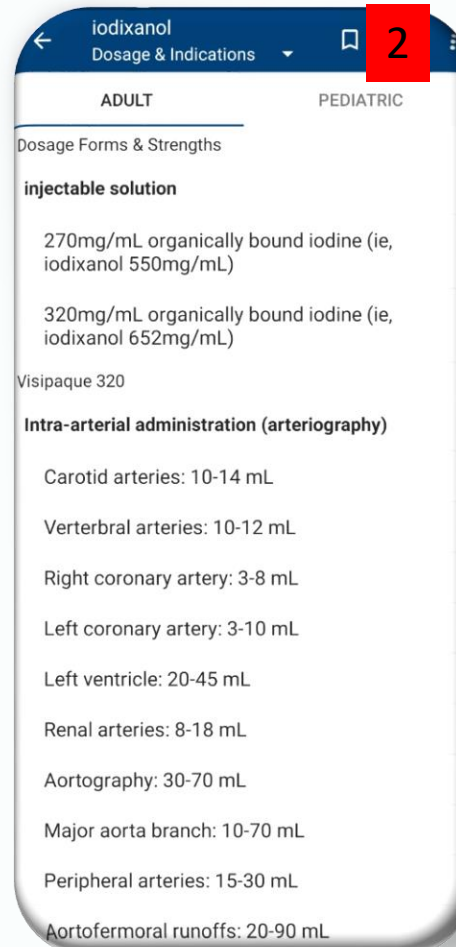 iodixanol
Dosage & Indications
2
ADULT PEDIATRIC
Dosage Forms & Strengths
injectable solution
270mg/mL organically bound iodine (ie,
iodixanol 550mg/mL)
320mg/mL organically bound iodine (ie,
iodixanol 652mg/mL)
Visipaque 320
Intra-arterial administration (arteriography)
Carotid arteries: 10-14 mL
Verterbral arteries: 10-12 mL
Right coronary artery: 3-8 mL
Left coronary artery: 3-10 mL
Left ventricle: 20-45 mL
Renal arteries: 8-18 mL
Aortography: 30-70 mL
Major aorta branch: 10-70 mL
Peripheral arteries: 15-30 mL
Aortofermoral runoffs: 20-90 mL